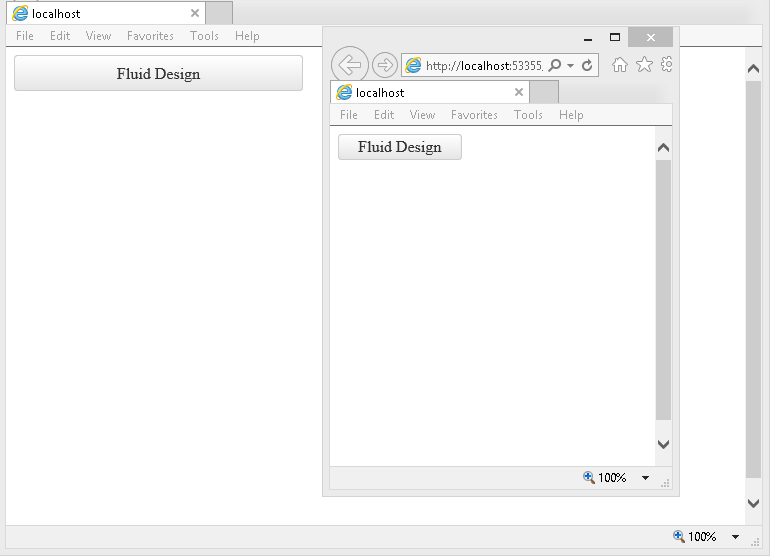 localhost
File Edit View Favorites Tools Help
Fluid Design
http://localhost:53355
localhost
File Edit View Favorites Tools Help
Fluid Design
100%
100%